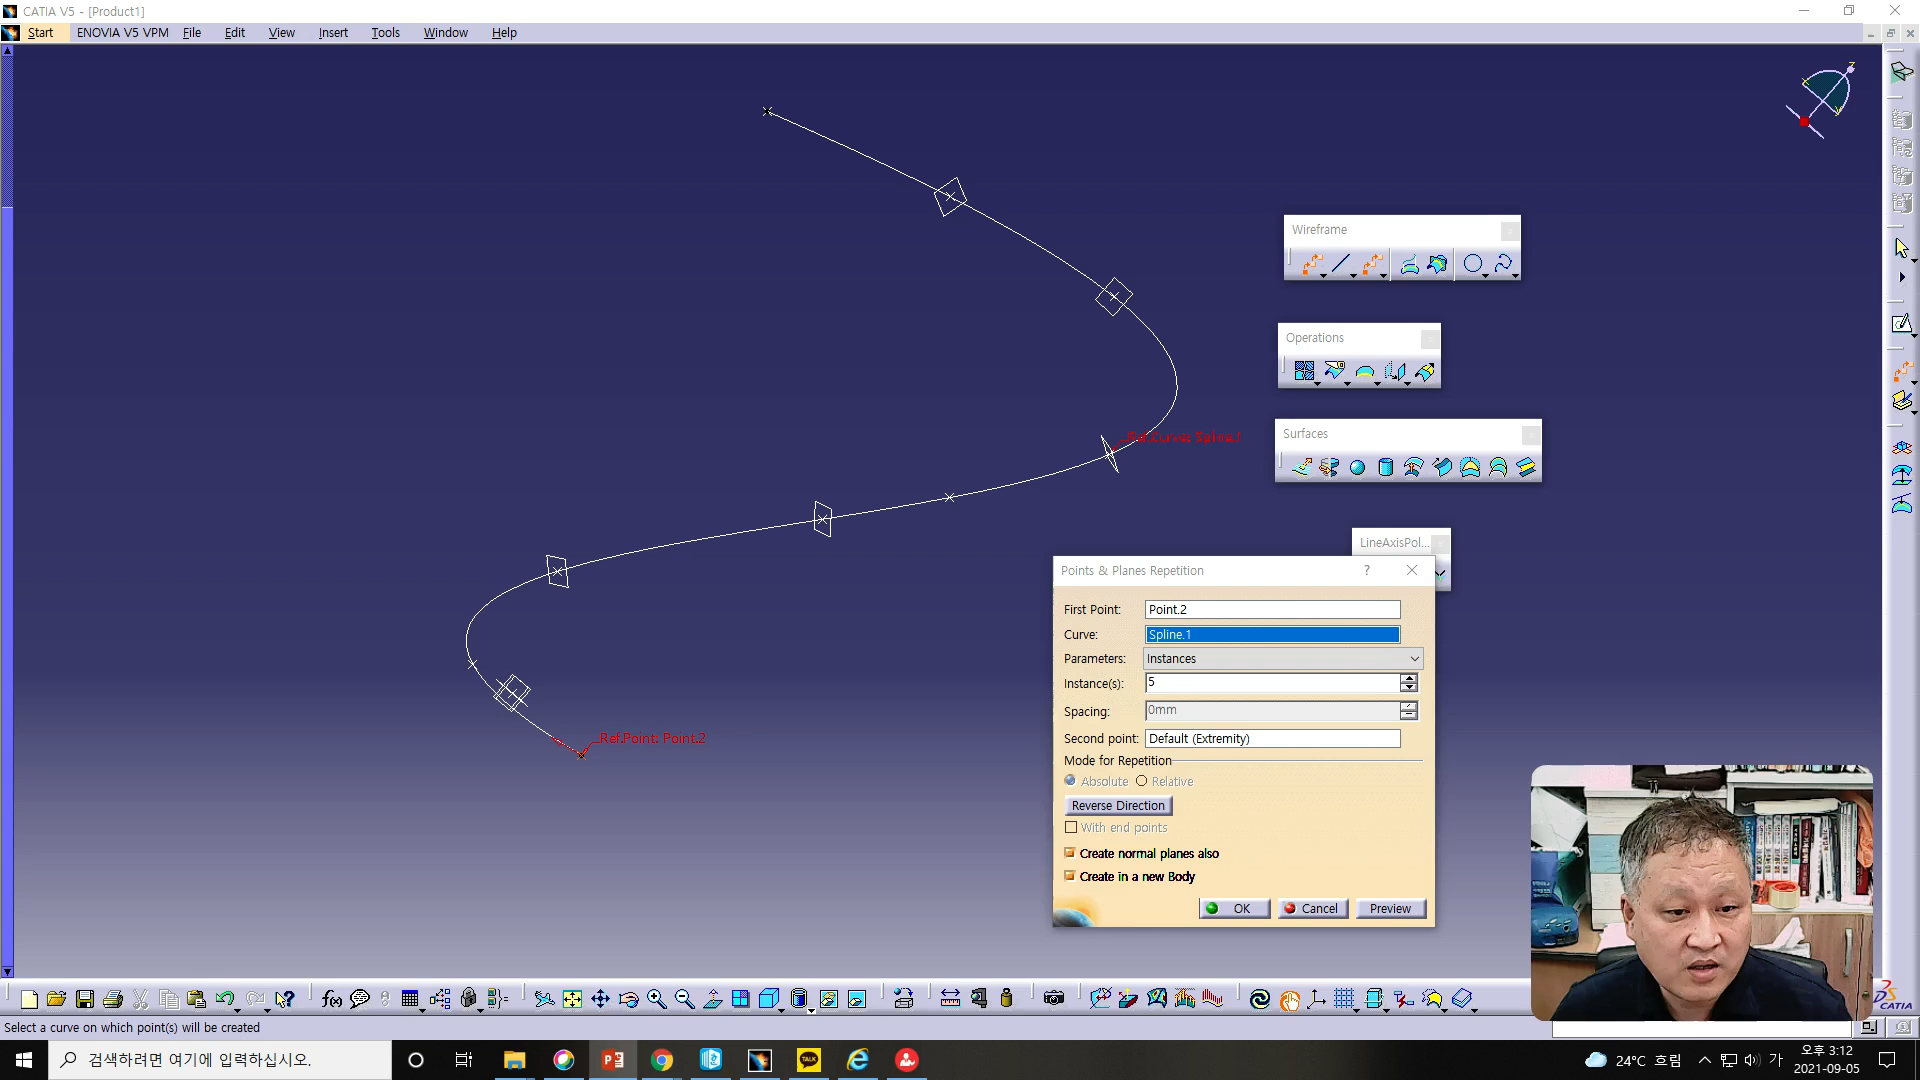 CATIA V5 - [Product1]
Start ENOVIA V5 VPM File Edit View Insert Tools Window Help
z
Wireframe
Operations
Ref.Curve: Spline.1
Surfaces
LineAxisPol...
Points & Planes Repetition ?
First Point: Point.2
Curve: Spline.1
Parameters: Instances
Instance(s): 5
Spacing: 0mm
Ref.Point: Point.2
Second point: Default (Extremity)
Mode for Repetition
Absolute Relative
Reverse Direction
With end points
Create normal planes also
Create in a new Body
OK Cancel Preview
f(x)
CATIA
Select a curve on which point(s) will be created
검색하려면 여기에 입력하십시오.
TALK
24°C 흐림 가 오후 3:12
2021-09-05